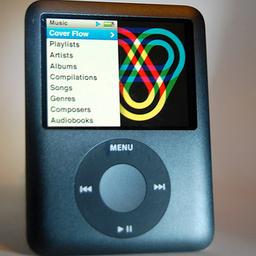 Music
Cover Flow
Playlists
Artists
Albums
Compilations
Songs
Genres
Composers
Audiobooks
MENU